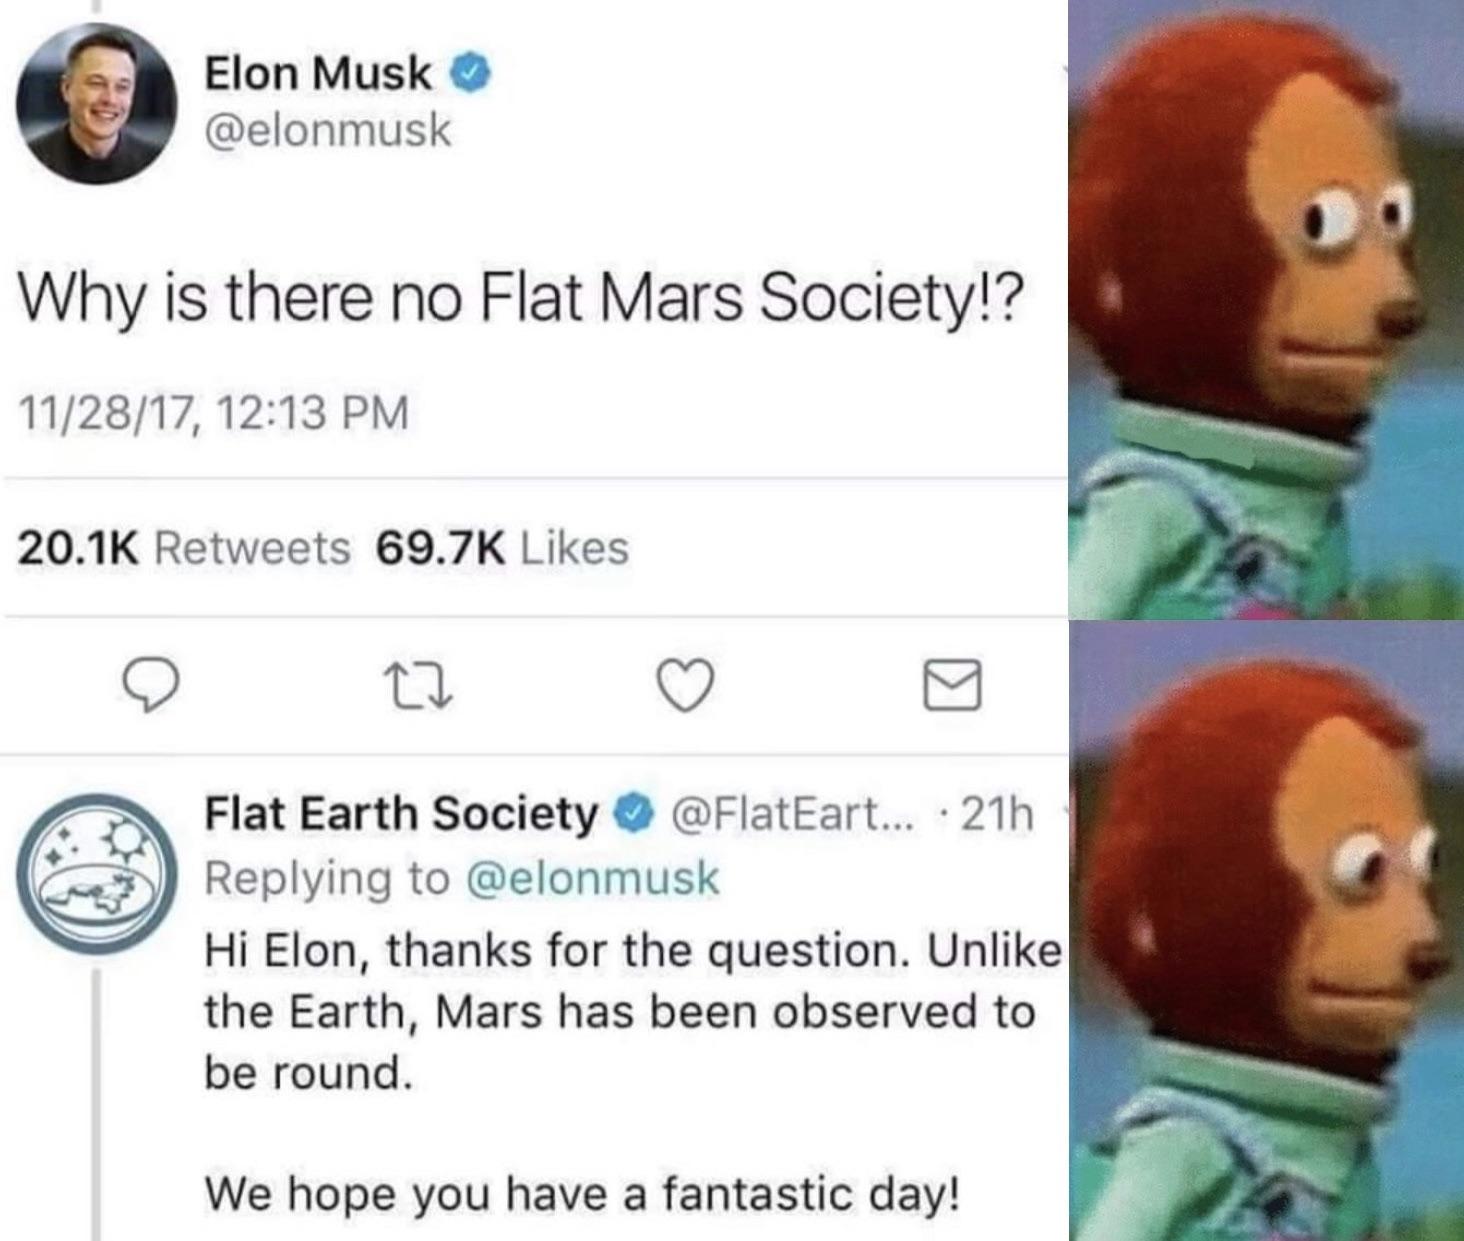 Elon Musk
@elonmusk
Why is there no Flat Mars Society!?
11/28/17, 12:13 PM
20.1K Retweets 69.7K Likes
Flat Earth Society @FlatEart... · 21h
Replying to @elonmusk
Hi Elon, thanks for the question. Unlike
the Earth, Mars has been observed to
be round.
We hope you have a fantastic day!